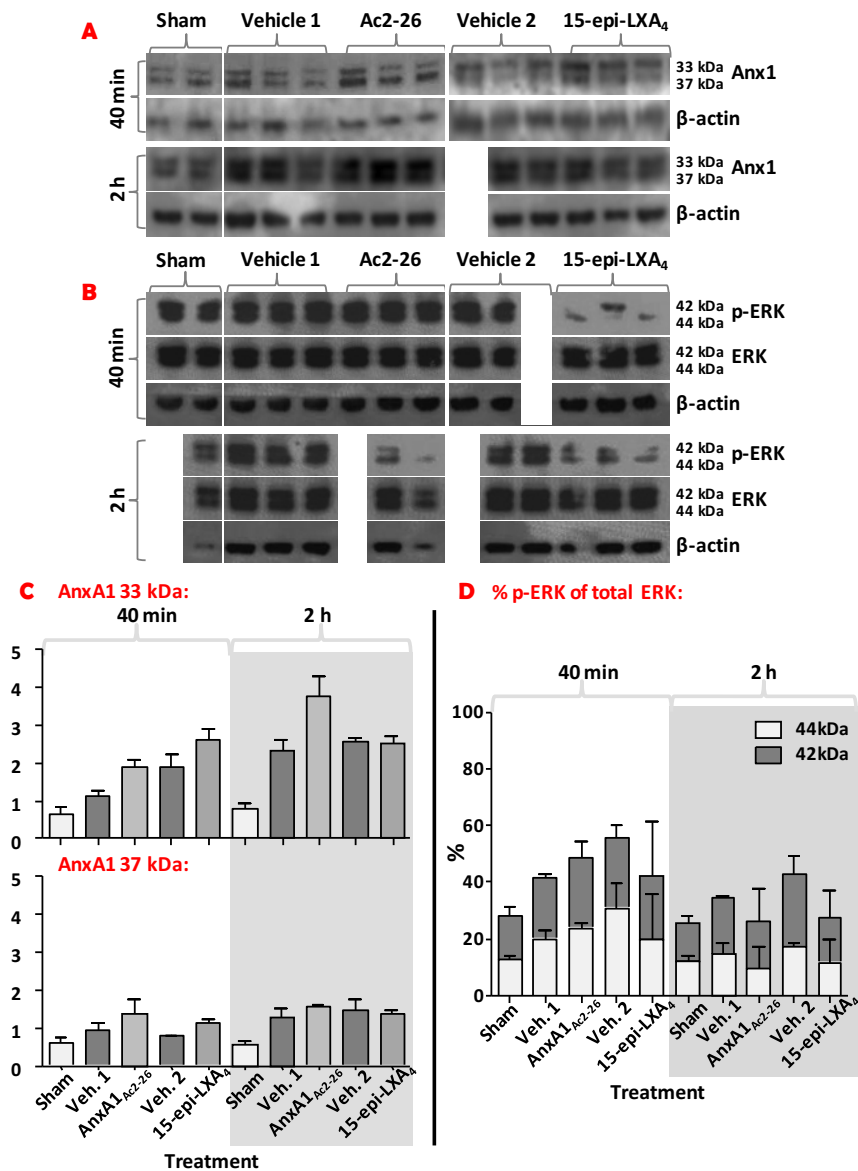 A
Sham Vehicle 1 Ac2-26 Vehicle 2 15-epi-LXA4
40 min
33 kDa
37 kDa
Anx1
β-actin
2 h
33 kDa
37 kDa
Anx1
β-actin
B
Sham Vehicle 1 Ac2-26 Vehicle 2 15-epi-LXA4
40 min
42 kDa
44 kDa
p-ERK
42 kDa
44 kDa
ERK
β-actin
2 h
42 kDa
44 kDa
p-ERK
42 kDa
44 kDa
ERK
β-actin
C AnxA1 33 kDa:
40 min 2 h
5
4
3
2
1
0
AnxA1 37 kDa:
5
4
3
2
1
0
Sham Veh. 1 AnxA1Ac2-26 Veh. 2 15-epi-LXA4 Sham Veh. 1 AnxA1Ac2-26 Veh. 2 15-epi-LXA4
Treatment
D % p-ERK of total ERK:
40 min 2 h
100
80
60
40
20
0
%
44kDa
42kDa
Sham Veh. 1 AnxA1Ac2-26 Veh. 2 15-epi-LXA4 Sham Veh. 1 AnxA1Ac2-26 Veh. 2 15-epi-LXA4
Treatment